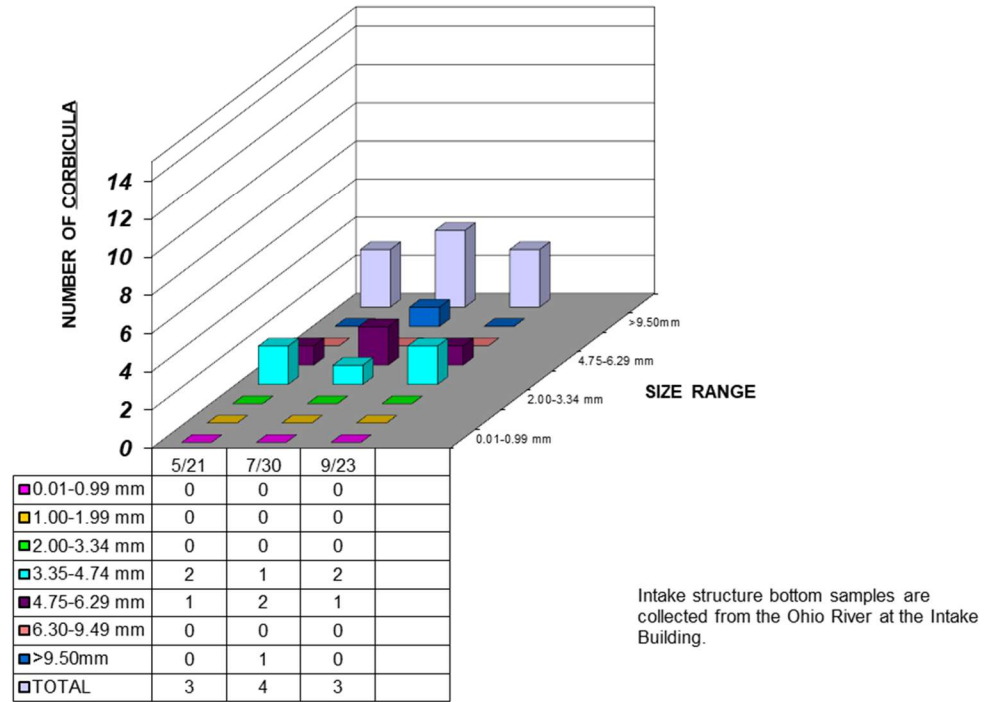 NUMBER OF CORBICULA
14
12
10
8
6
4
2
0
>9.50mm
4.75-6.29 mm
2.00-3.34 mm
0.01-0.99 mm
SIZE RANGE
5/21 7/30 9/23
0.01-0.99 mm 0 0 0
1.00-1.99 mm 0 0 0
2.00-3.34 mm 0 0 0
3.35-4.74 mm 2 1 2
4.75-6.29 mm 1 2 1
6.30-9.49 mm 0 0 0
>9.50mm 0 1 0
TOTAL 3 4 3
Intake structure bottom samples are
collected from the Ohio River at the Intake
Building.